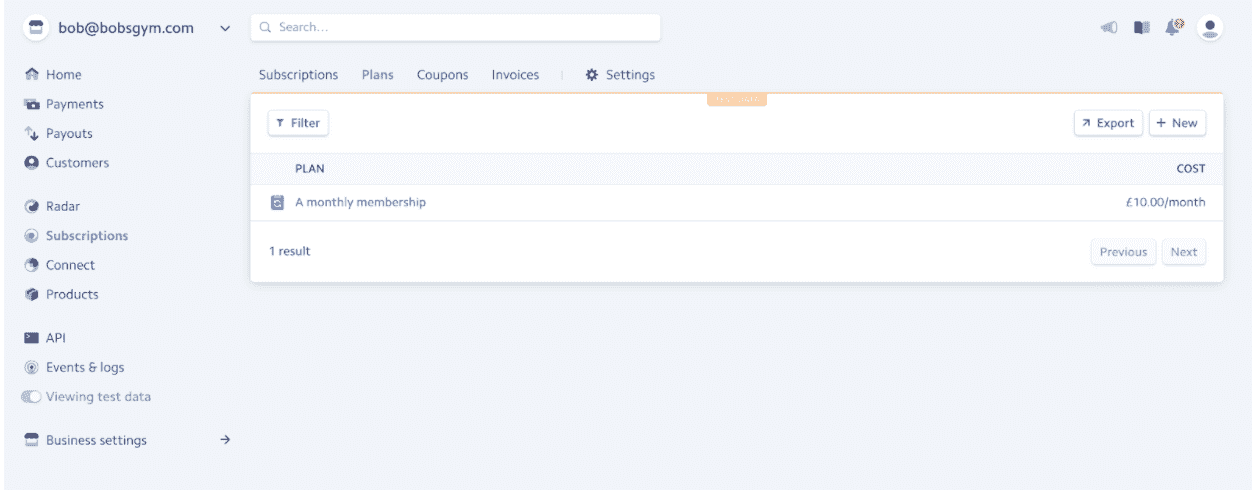 bob@bobsgym.com
Search...
Home
Payments
Payouts
Customers
Radar
Subscriptions
Connect
Products
API
Events & logs
Viewing test data
Business settings
Subscriptions Plans Coupons Invoices Settings
TEST DATA
Filter
Export
New
PLAN COST
A monthly membership £10.00/month
1 result
Previous Next